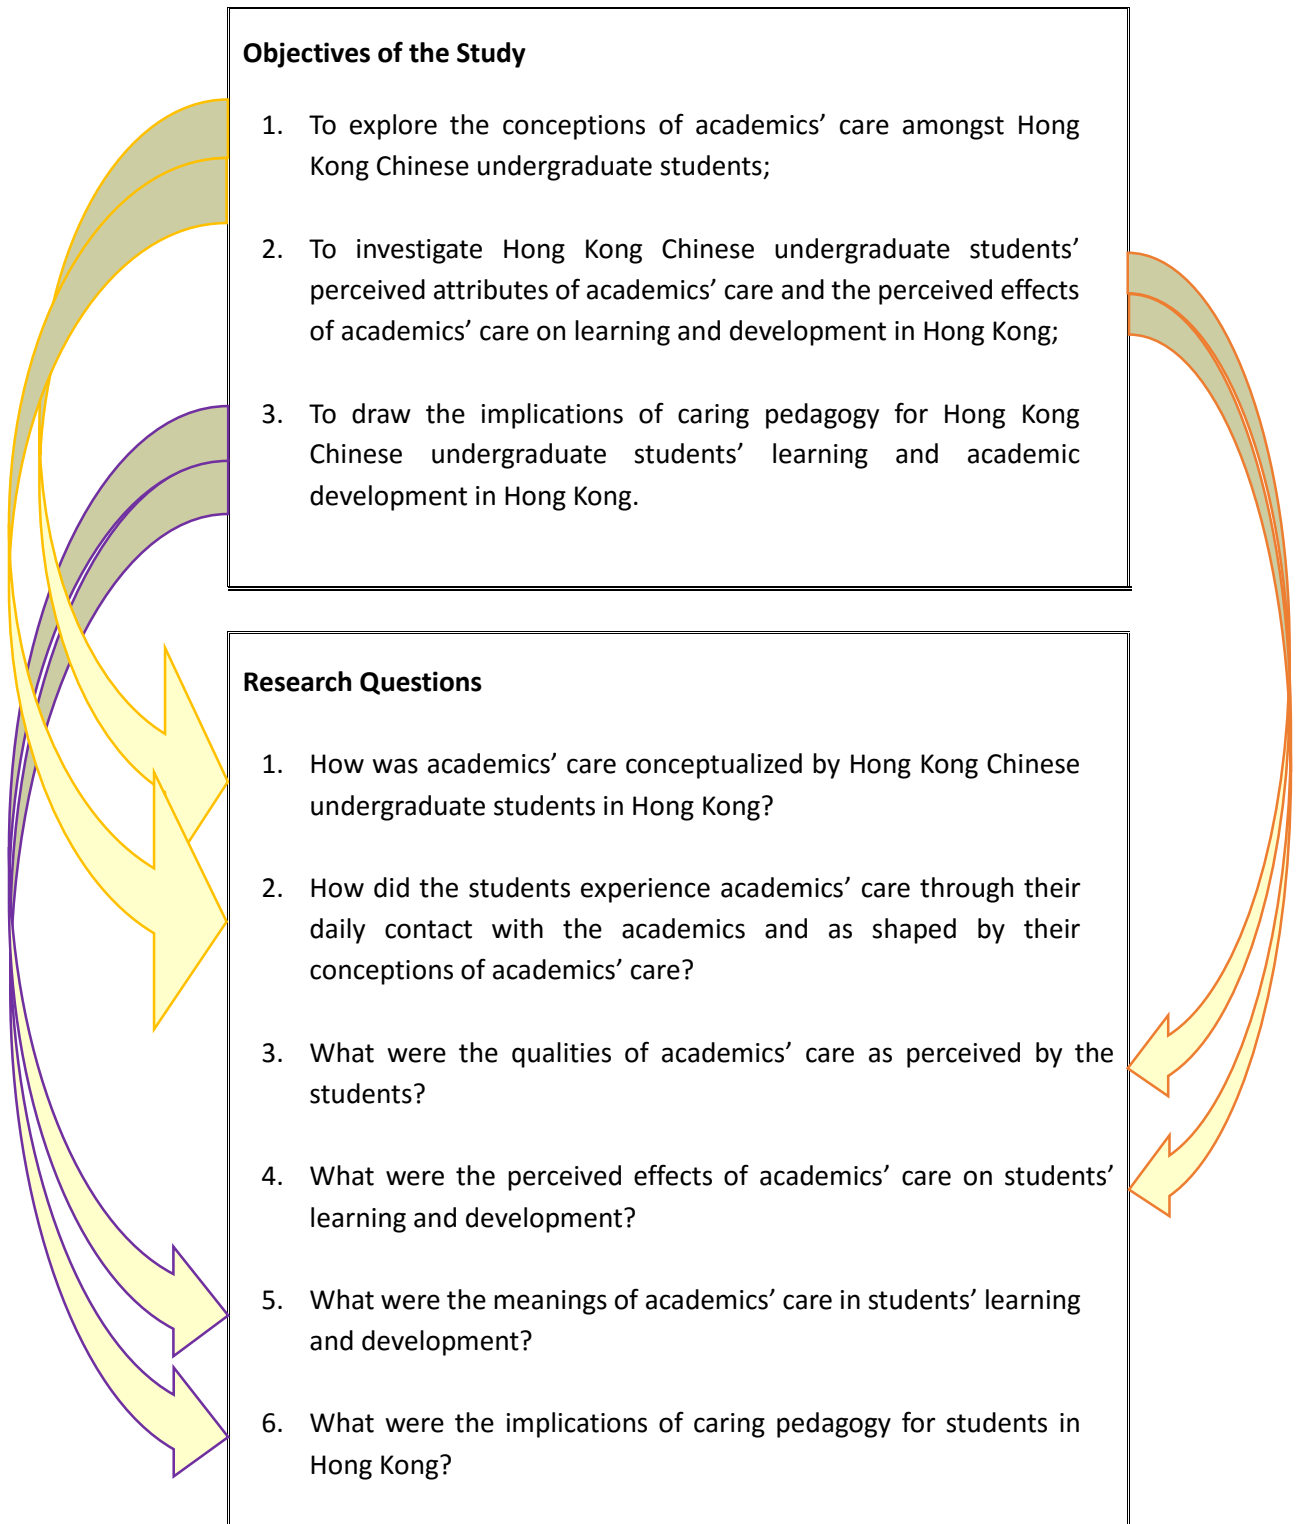 Objectives of the Study
1. To explore the conceptions of academics’ care amongst Hong
Kong Chinese undergraduate students;
2. To investigate Hong Kong Chinese undergraduate students’
perceived attributes of academics’ care and the perceived effects
of academics’ care on learning and development in Hong Kong;
3. To draw the implications of caring pedagogy for Hong Kong
Chinese undergraduate students’ learning and academic
development in Hong Kong.
Research Questions
1. How was academics’ care conceptualized by Hong Kong Chinese
undergraduate students in Hong Kong?
2. How did the students experience academics’ care through their
daily contact with the academics and as shaped by their
conceptions of academics’ care?
3. What were the qualities of academics’ care as perceived by the
students?
4. What were the perceived effects of academics’ care on students’
learning and development?
5. What were the meanings of academics’ care in students’ learning
and development?
6. What were the implications of caring pedagogy for students in
Hong Kong?